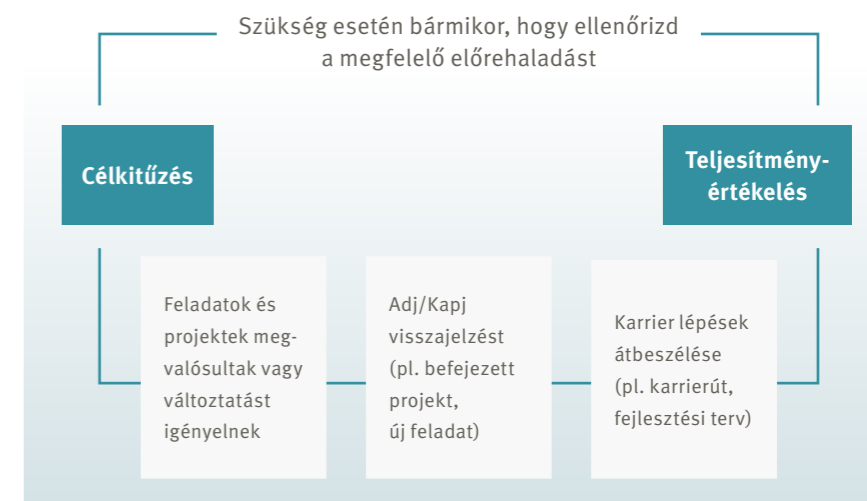 Szükség esetén bármikor, hogy ellenőrizd
a megfelelő előrehaladást
Célkitűzés
Teljesítmény-
értékelés
Feladatok és
projektek meg-
valósultak vagy
változtatást
igényelnek
Adj/Kapj
visszajelzést
(pl. befejezett
projekt,
új feladat)
Karrier lépések
átbeszélése
(pl. karrierút,
fejlesztési terv)